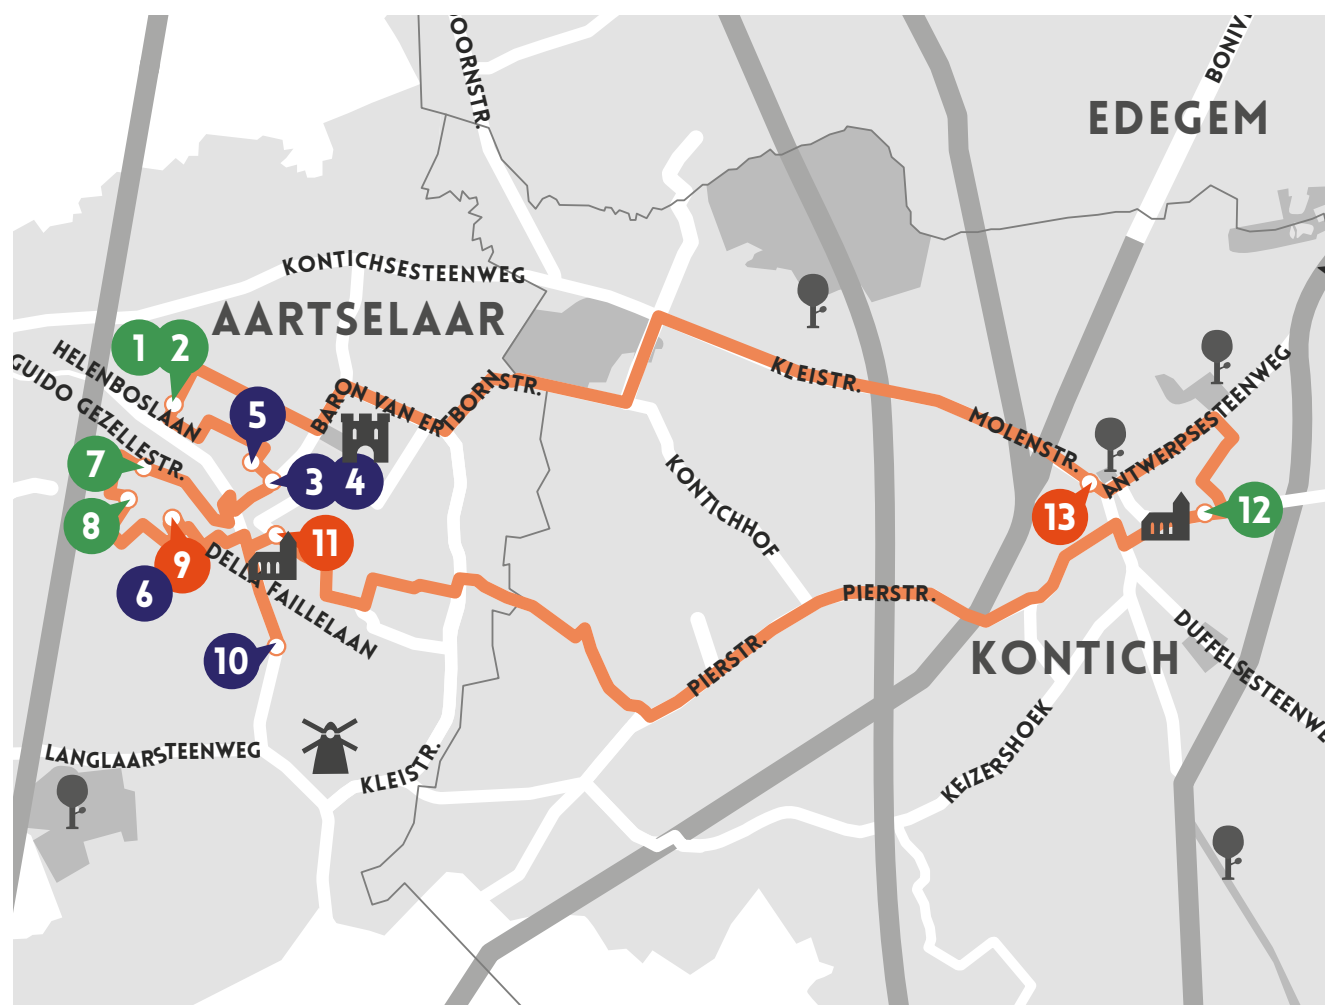 OORNSTR.
BONIV
EDEGEM
KONTICHSESTEENWEG
AARTSELAAR
1
2
HELENBOSLAAN
GUIDO GEZELLESTR.
BARON VAN ERTBORNSTR.
KLEISTR.
MOLENSTR.
ANTWERPSESTEENWEG
5
7
3
4
KONTICHHOF
8
13
12
11
9
6
DELLA FAILLELAAN
PIERSTR.
10
PIERSTR.
KONTICH
DUFFELSESTEENWE
LANGLAARSTEENWEG
KLEISTR.
KEIZERSHOEK